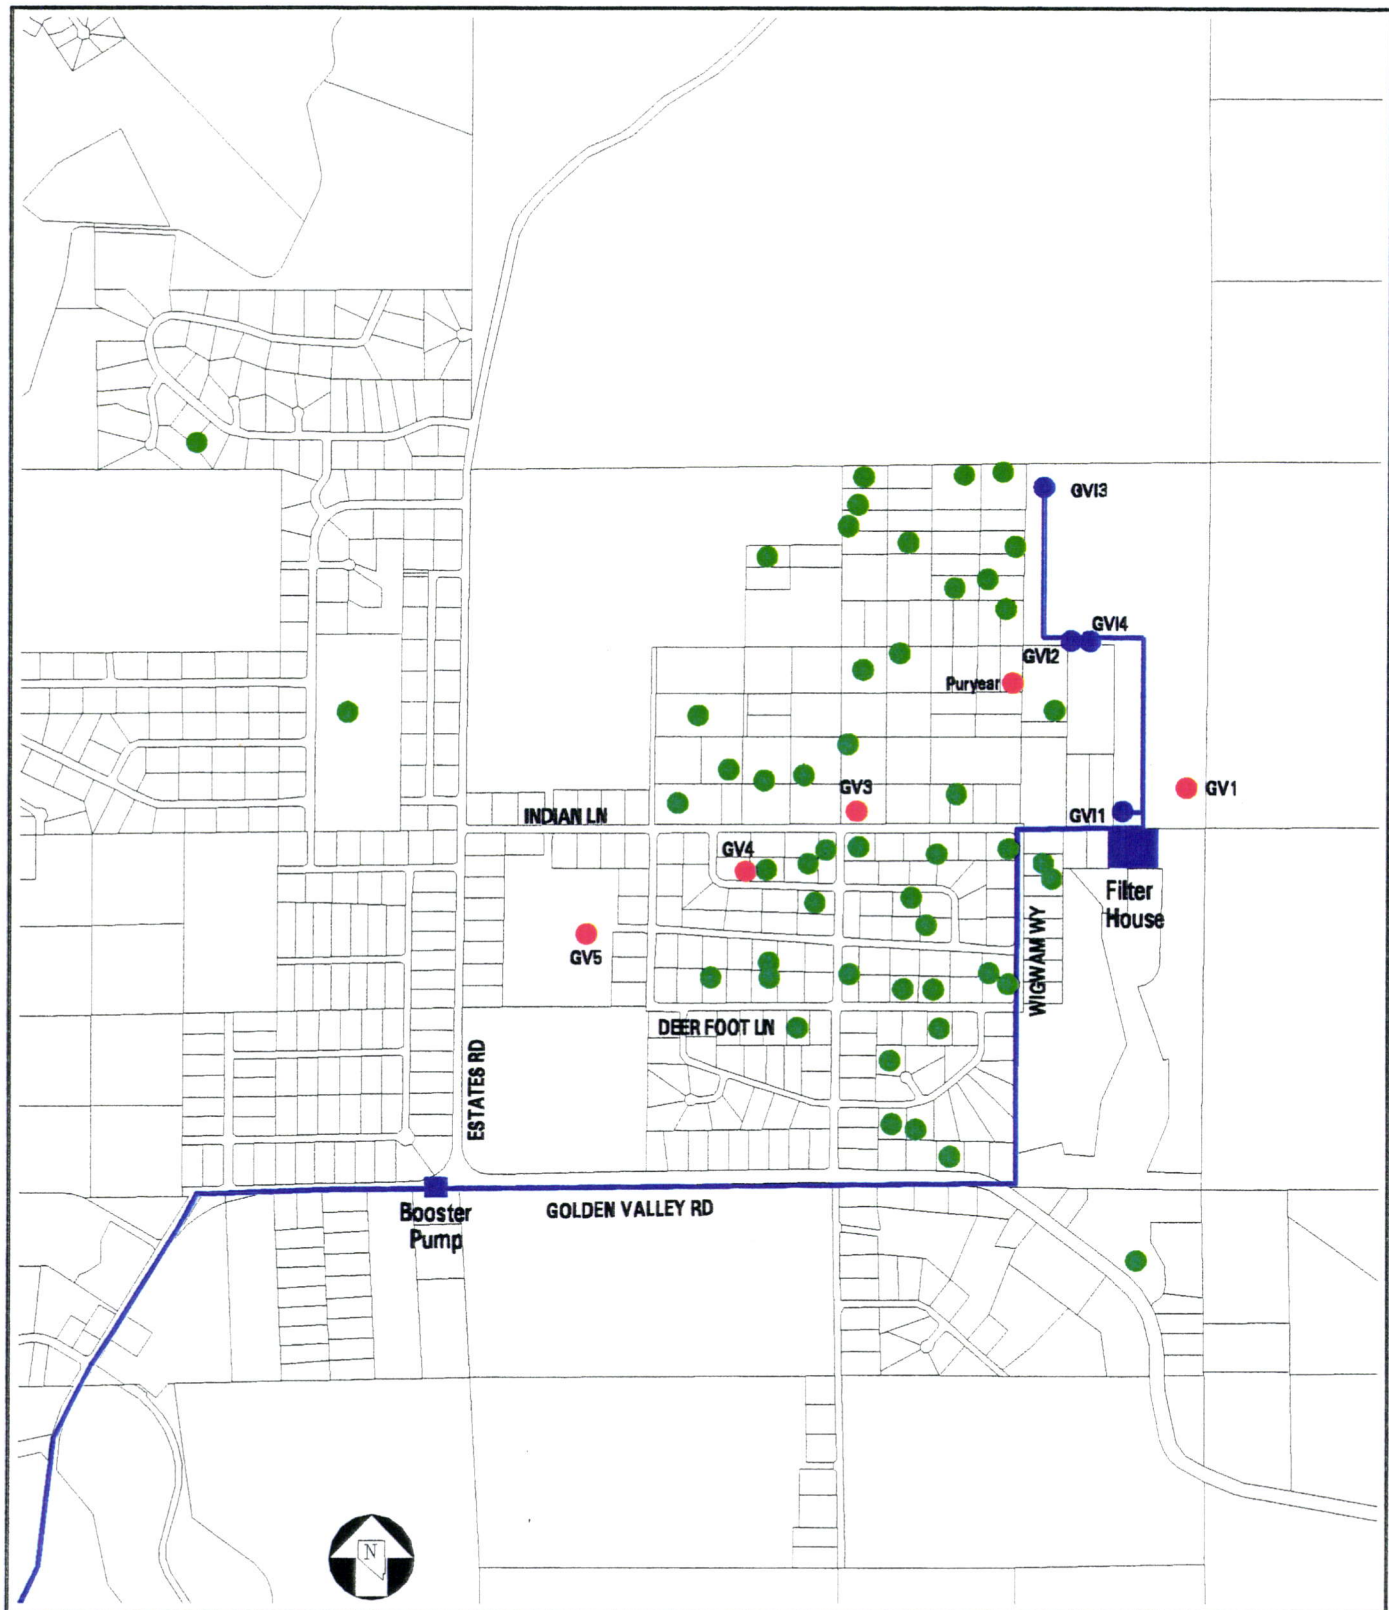 GVI3
GVI4
GVI2
Puryear
GV3
GV1
GVI1
INDIAN LN
GV4
Filter
House
GV5
WIGWAM WY
DEER FOOT LN
ESTATES RD
Booster
Pump
GOLDEN VALLEY RD
N